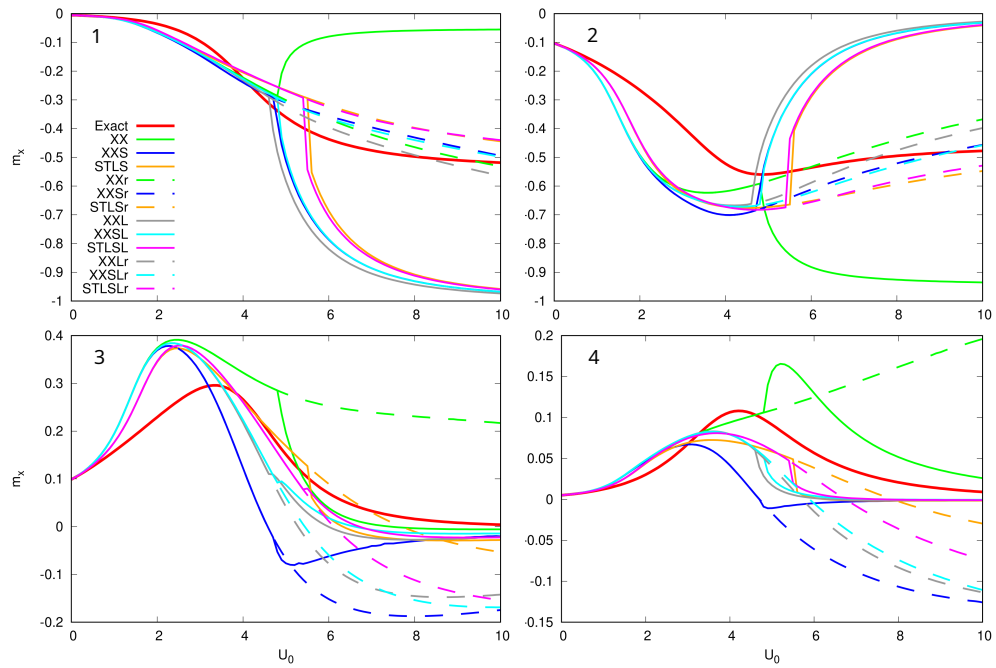 0
-0.1
-0.2
-0.3
-0.4
-0.5
-0.6
-0.7
-0.8
-0.9
-1
m_x
1
Exact
XX
XXS
STLS
XXr
XXSr
STLSr
XXL
XXSL
STLSL
XXLr
XXSLr
STLSLr
0 2 4 6 8 10
0
-0.1
-0.2
-0.3
-0.4
-0.5
-0.6
-0.7
-0.8
-0.9
-1
2
0 2 4 6 8 10
0.4
0.3
0.2
0.1
0
-0.1
-0.2
m_x
3
0 2 4 6 8 10
U_0
0.2
0.15
0.1
0.05
0
-0.05
-0.1
-0.15
4
0 2 4 6 8 10
U_0